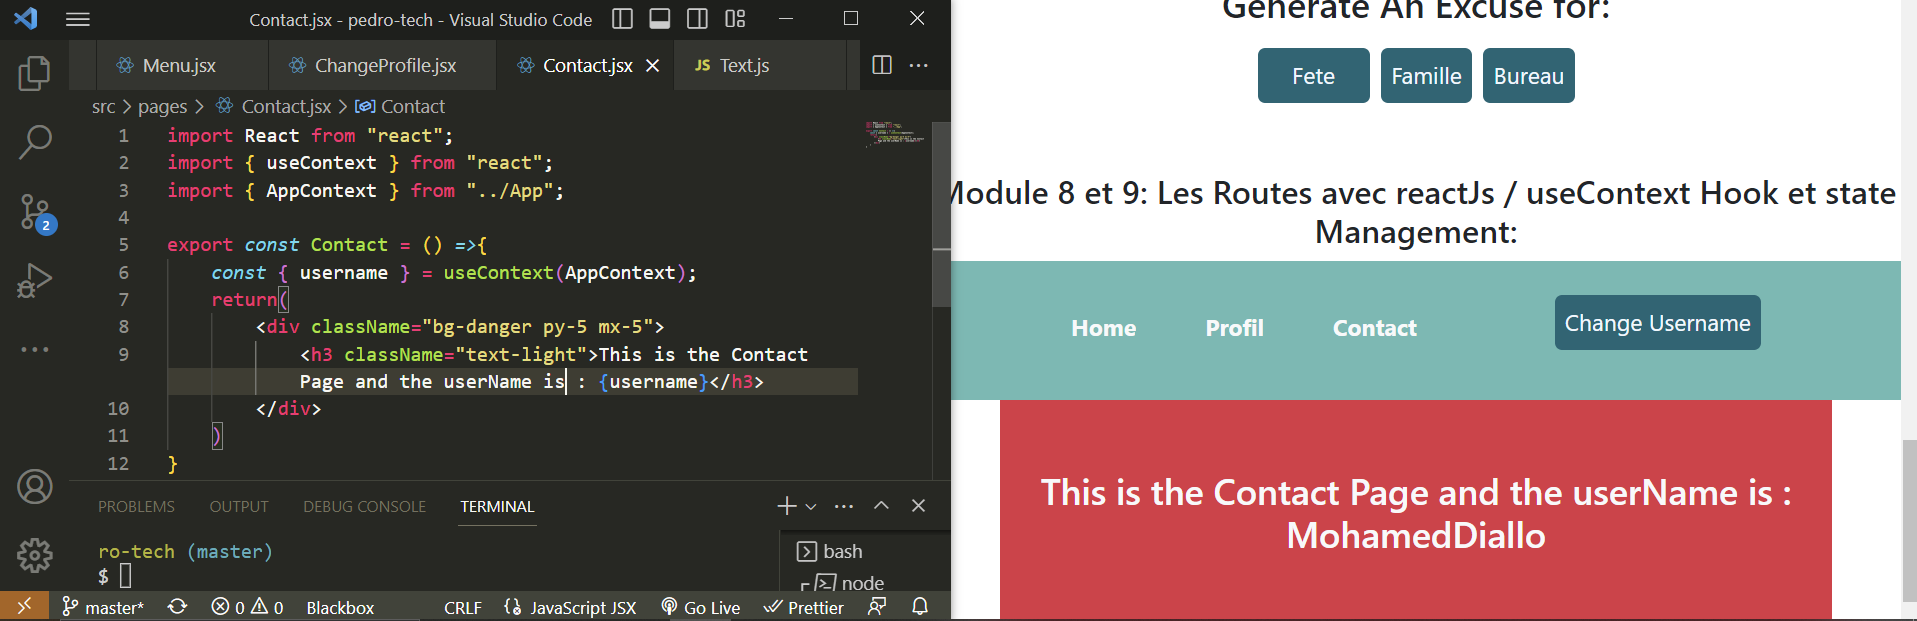 Contact.jsx - pedro-tech - Visual Studio Code
Menu.jsx
ChangeProfile.jsx
Contact.jsx
JS Text.js
src > pages > Contact.jsx > Contact
1 import React from "react";
2 import { useContext } from "react";
3 import { AppContext } from "../App";
4
5 export const Contact = () =>{
6 const { username } = useContext(AppContext);
7 return(
8 <div className="bg-danger py-5 mx-5">
9 <h3 className="text-light">This is the Contact
Page and the userName is : {username}</h3>
10 </div>
11 )
12 }
2
PROBLEMS
OUTPUT
DEBUG CONSOLE
TERMINAL
ro-tech (master)
$
bash
node
master*
0
0
Blackbox
CRLF
JavaScript JSX
Go Live
Prettier
Generate An Excuse for:
Fete
Famille
Bureau
Module 8 et 9: Les Routes avec reactJs / useContext Hook et state
Management:
Home
Profil
Contact
Change Username
This is the Contact Page and the userName is :
MohamedDiallo